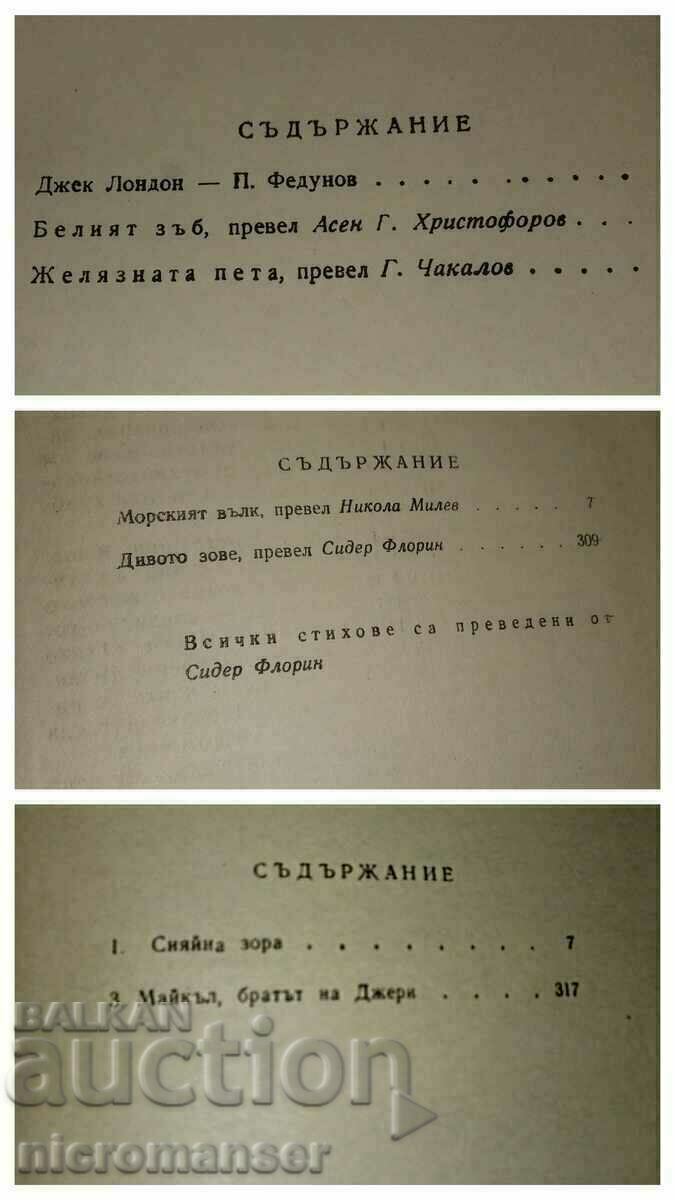 СЪДЪРЖАНИЕ
Джек Лондон — П. Федунов . . . . . . . . . . .
Белият зъб, превел Асен Г. Христофоров . . .
Желязната пета, превел Г. Чакалов . . . . .
СЪДЪРЖАНИЕ
Морският вълк, превел Никола Милев . . . . . 7
Дивото зове, превел Сидер Флорин . . . . . . 309
Всички стихове са преведени от
Сидер Флорин
СЪДЪРЖАНИЕ
1. Сияйна зора . . . . . . . . 7
3. Майкъл, братът на Джери . . . . 317
BALKAN
auction
nicromanser